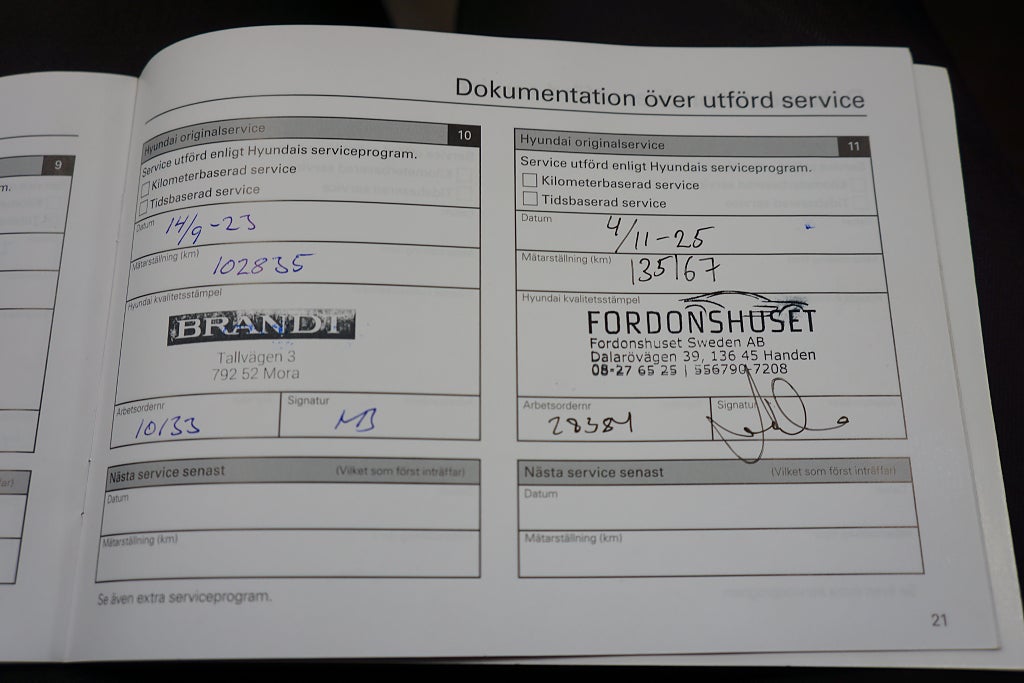 Dokumentation över utförd service
9
m.
far)
Hyundai originalservice 10
Service utförd enligt Hyundais serviceprogram.
Kilometerbaserad service
Tidsbaserad service
Datum 14/9-23
Mätarställning (km) 102835
Hyundai kvalitetsstämpel
BRANDT
Tallvägen 3
792 52 Mora
Arbetsordernr Signatur
10133 MB
Nästa service senast (Vilket som först inträffar)
Datum
Mätarställning (km)
Se även extra serviceprogram.
Hyundai originalservice 11
Service utförd enligt Hyundais serviceprogram.
Kilometerbaserad service
Tidsbaserad service
Datum 4/11-25
Mätarställning (km) 135167
Hyundai kvalitetsstämpel
FORDONSHUSET
Fordonshuset Sweden AB
Dalarövägen 39, 136 45 Handen
08-27 65 25 | 556790-7208
Arbetsordernr Signatur
28384
Nästa service senast (Vilket som först inträffar)
Datum
Mätarställning (km)
21